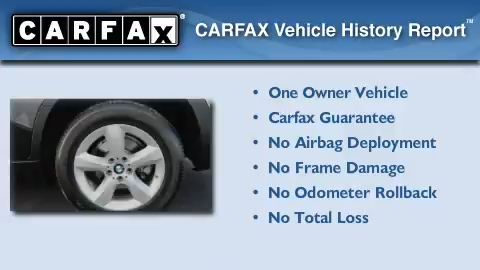 CARFAX CARFAX Vehicle History Report™
• One Owner Vehicle
• Carfax Guarantee
• No Airbag Deployment
• No Frame Damage
• No Odometer Rollback
• No Total Loss